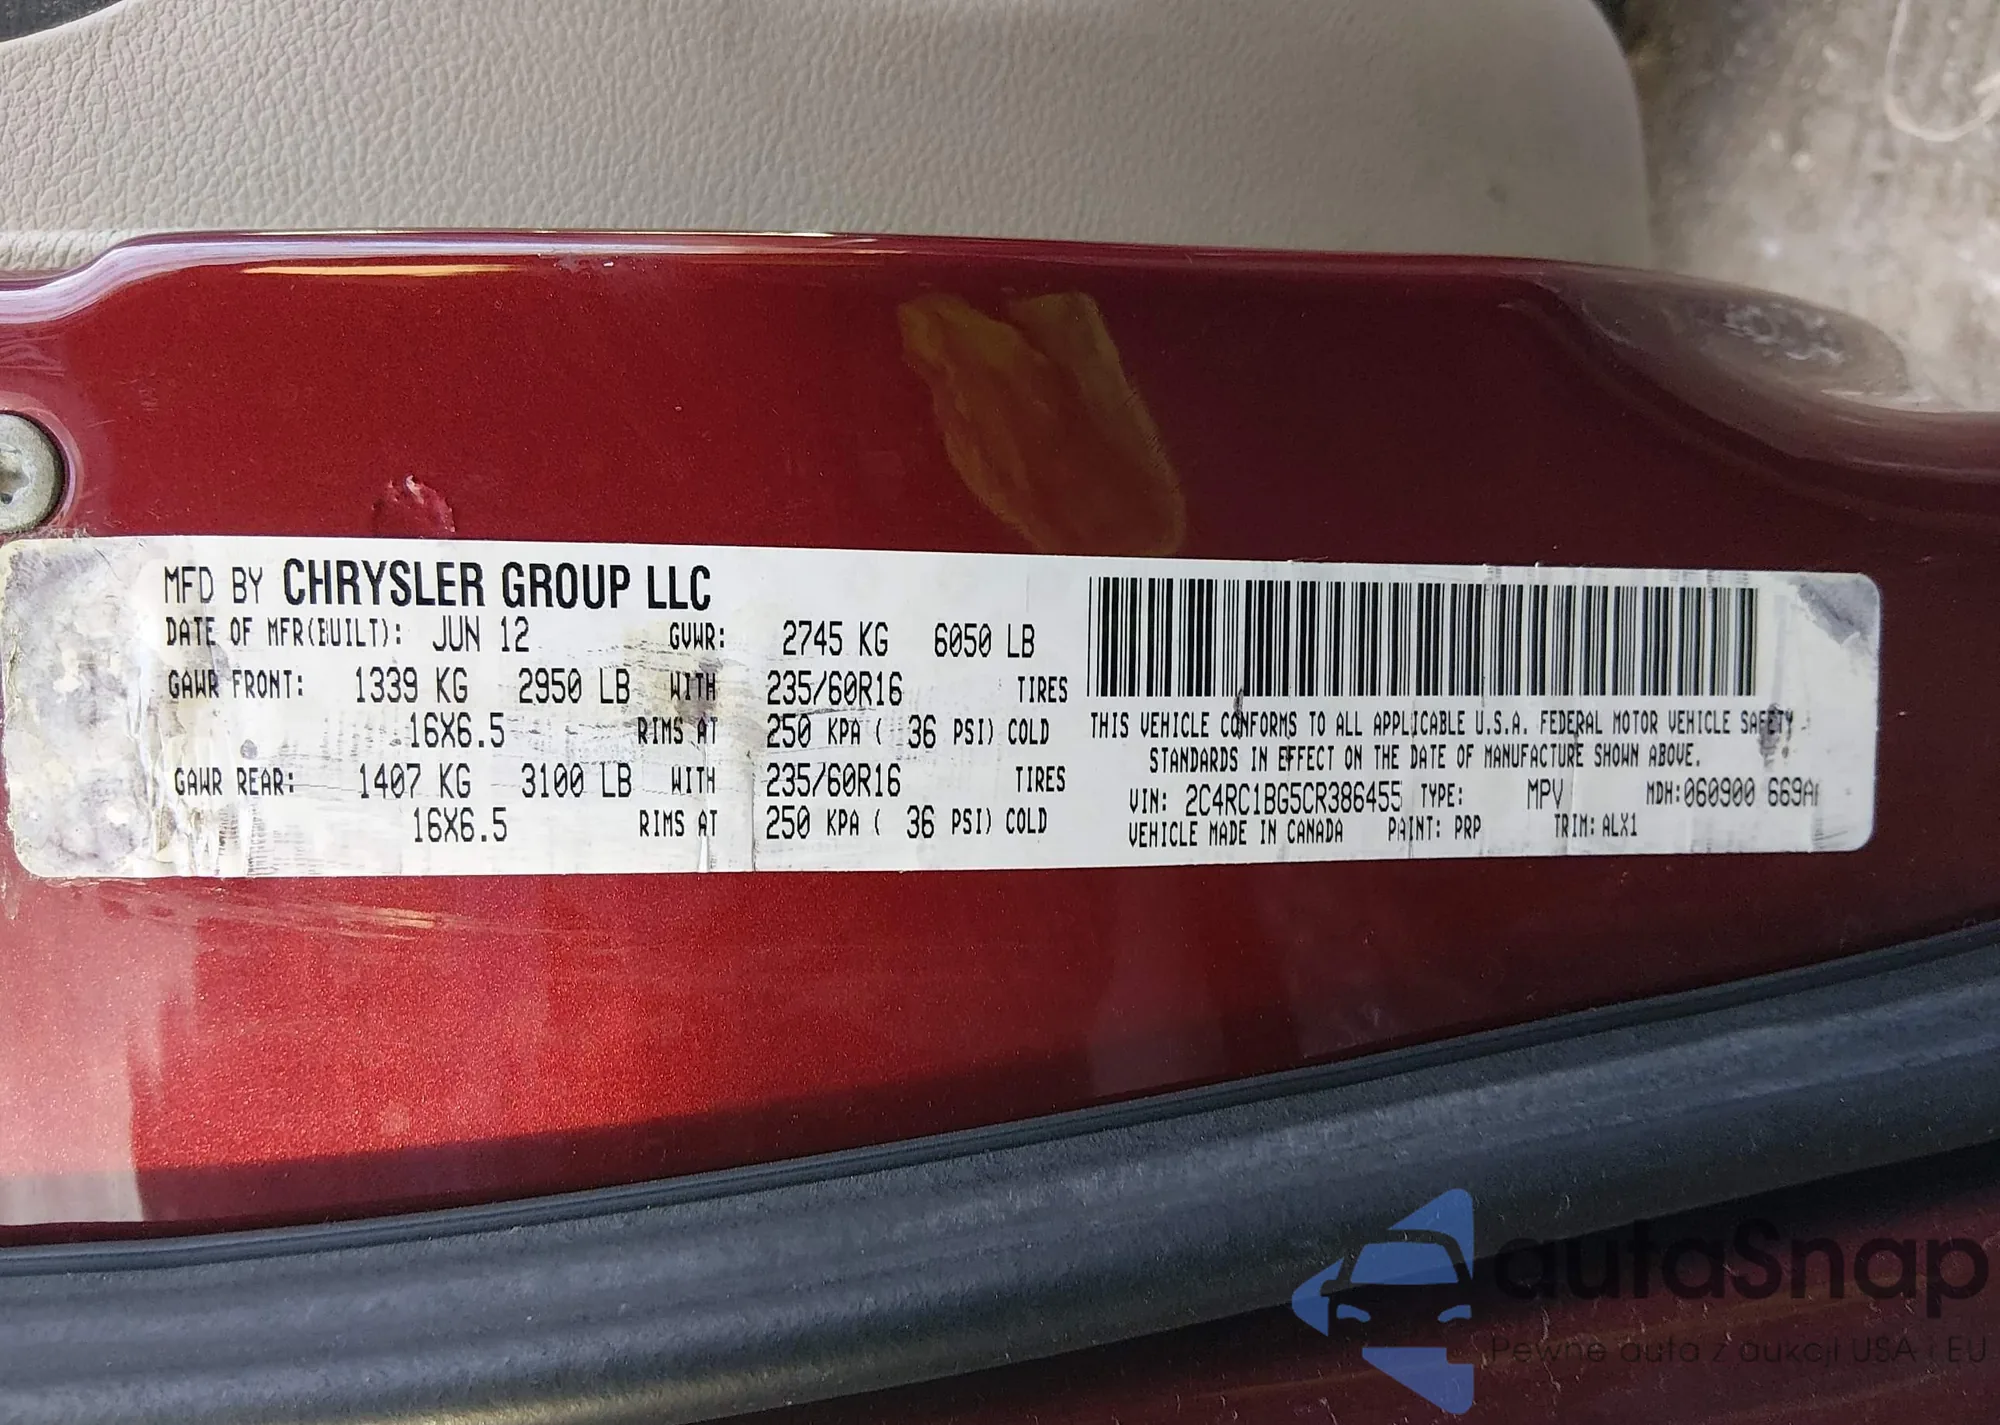 MFD BY CHRYSLER GROUP LLC
DATE OF MFR(BUILT): JUN 12 GVWR: 2745 KG 6050 LB
GAWR FRONT: 1339 KG 2950 LB WITH 235/60R16 TIRES
16X6.5 RIMS AT 250 KPA ( 36 PSI) COLD
GAWR REAR: 1407 KG 3100 LB WITH 235/60R16 TIRES
16X6.5 RIMS AT 250 KPA ( 36 PSI) COLD
THIS VEHICLE CONFORMS TO ALL APPLICABLE U.S.A. FEDERAL MOTOR VEHICLE SAFETY
STANDARDS IN EFFECT ON THE DATE OF MANUFACTURE SHOWN ABOVE.
VIN: 2C4RC1BG5CR386455 TYPE: MPV MDH:060900 669AA
VEHICLE MADE IN CANADA PAINT: PRP TRIM: ALX1
autaSnap
Pewne auta z aukcji USA i EU